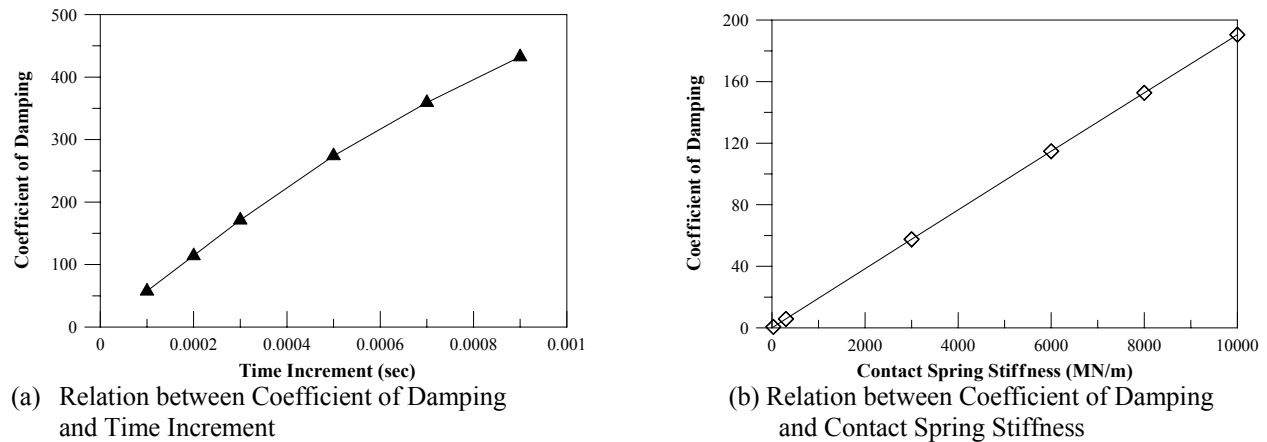 500
400
300
200
100
0
Coefficient of Damping
0 0.0002 0.0004 0.0006 0.0008 0.001
Time Increment (sec)
(a) Relation between Coefficient of Damping
and Time Increment
200
160
120
80
40
0
Coefficient of Damping
0 2000 4000 6000 8000 10000
Contact Spring Stiffness (MN/m)
(b) Relation between Coefficient of Damping
and Contact Spring Stiffness